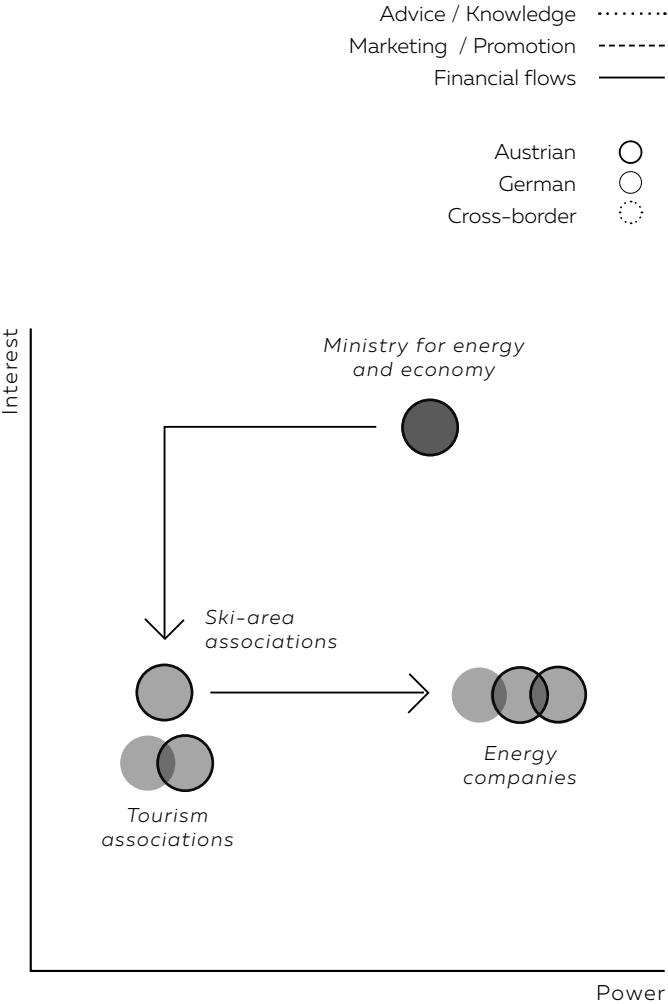 Advice / Knowledge
Marketing / Promotion
Financial flows
Austrian
German
Cross-border
Interest
Ministry for energy
and economy
Ski-area
associations
Energy
companies
Tourism
associations
Power